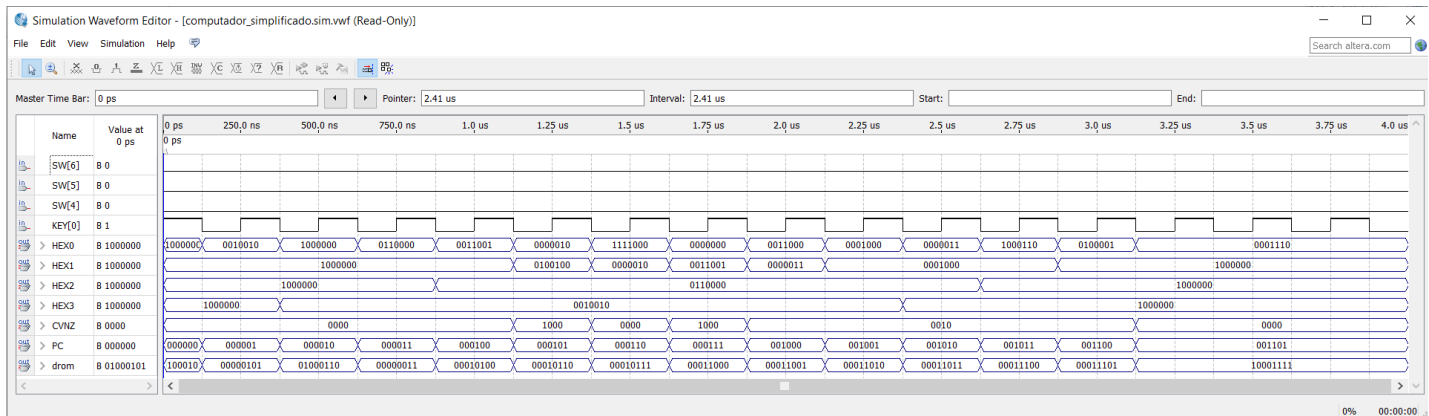 Simulation Waveform Editor - [computador_simplificado.sim.vwf (Read-Only)]
File Edit View Simulation Help
Search altera.com
Master Time Bar: 0 ps Pointer: 2.41 us Interval: 2.41 us Start: End:
Name Value at 0 ps 0 ps 250.0 ns 500.0 ns 750.0 ns 1.0 us 1.25 us 1.5 us 1.75 us 2.0 us 2.25 us 2.5 us 2.75 us 3.0 us 3.25 us 3.5 us 3.75 us 4.0 us
0 ps
SW[6] B 0
SW[5] B 0
SW[4] B 0
KEY[0] B 1
HEX0 B 1000000 1000000 0010010 1000000 0110000 0011001 0000010 1111000 0000000 0011000 0001000 0000011 1000110 0100001 0001110
HEX1 B 1000000 1000000 0100100 0000010 0011001 0000011 0001000 1000000
HEX2 B 1000000 1000000 0110000 1000000
HEX3 B 1000000 1000000 0010010 1000000
CVNZ B 0000 0000 1000 0000 1000 0010 0000
PC B 000000 000000 000001 000010 000011 000100 000101 000110 000111 001000 001001 001010 001011 001100 001101
drom B 01000101 100010 00000101 01000110 00000011 00010100 00010110 00010111 00011000 00011001 00011010 00011011 00011100 00011101 10001111
0% 00:00:00